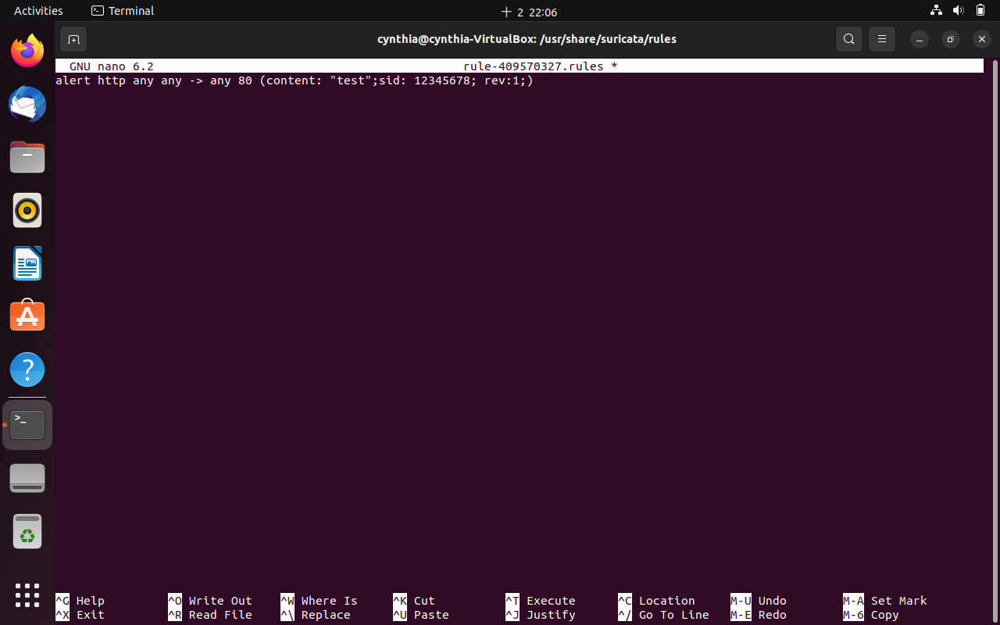 Activities Terminal 2 22:06
cynthia@cynthia-VirtualBox: /usr/share/suricata/rules
GNU nano 6.2 rule-409570327.rules *
alert http any any -> any 80 (content: "test";sid: 12345678; rev:1;)
>_
^G Help ^O Write Out ^W Where Is ^K Cut ^T Execute ^C Location M-U Undo M-A Set Mark
^X Exit ^R Read File ^\ Replace ^U Paste ^J Justify ^/ Go To Line M-E Redo M-6 Copy